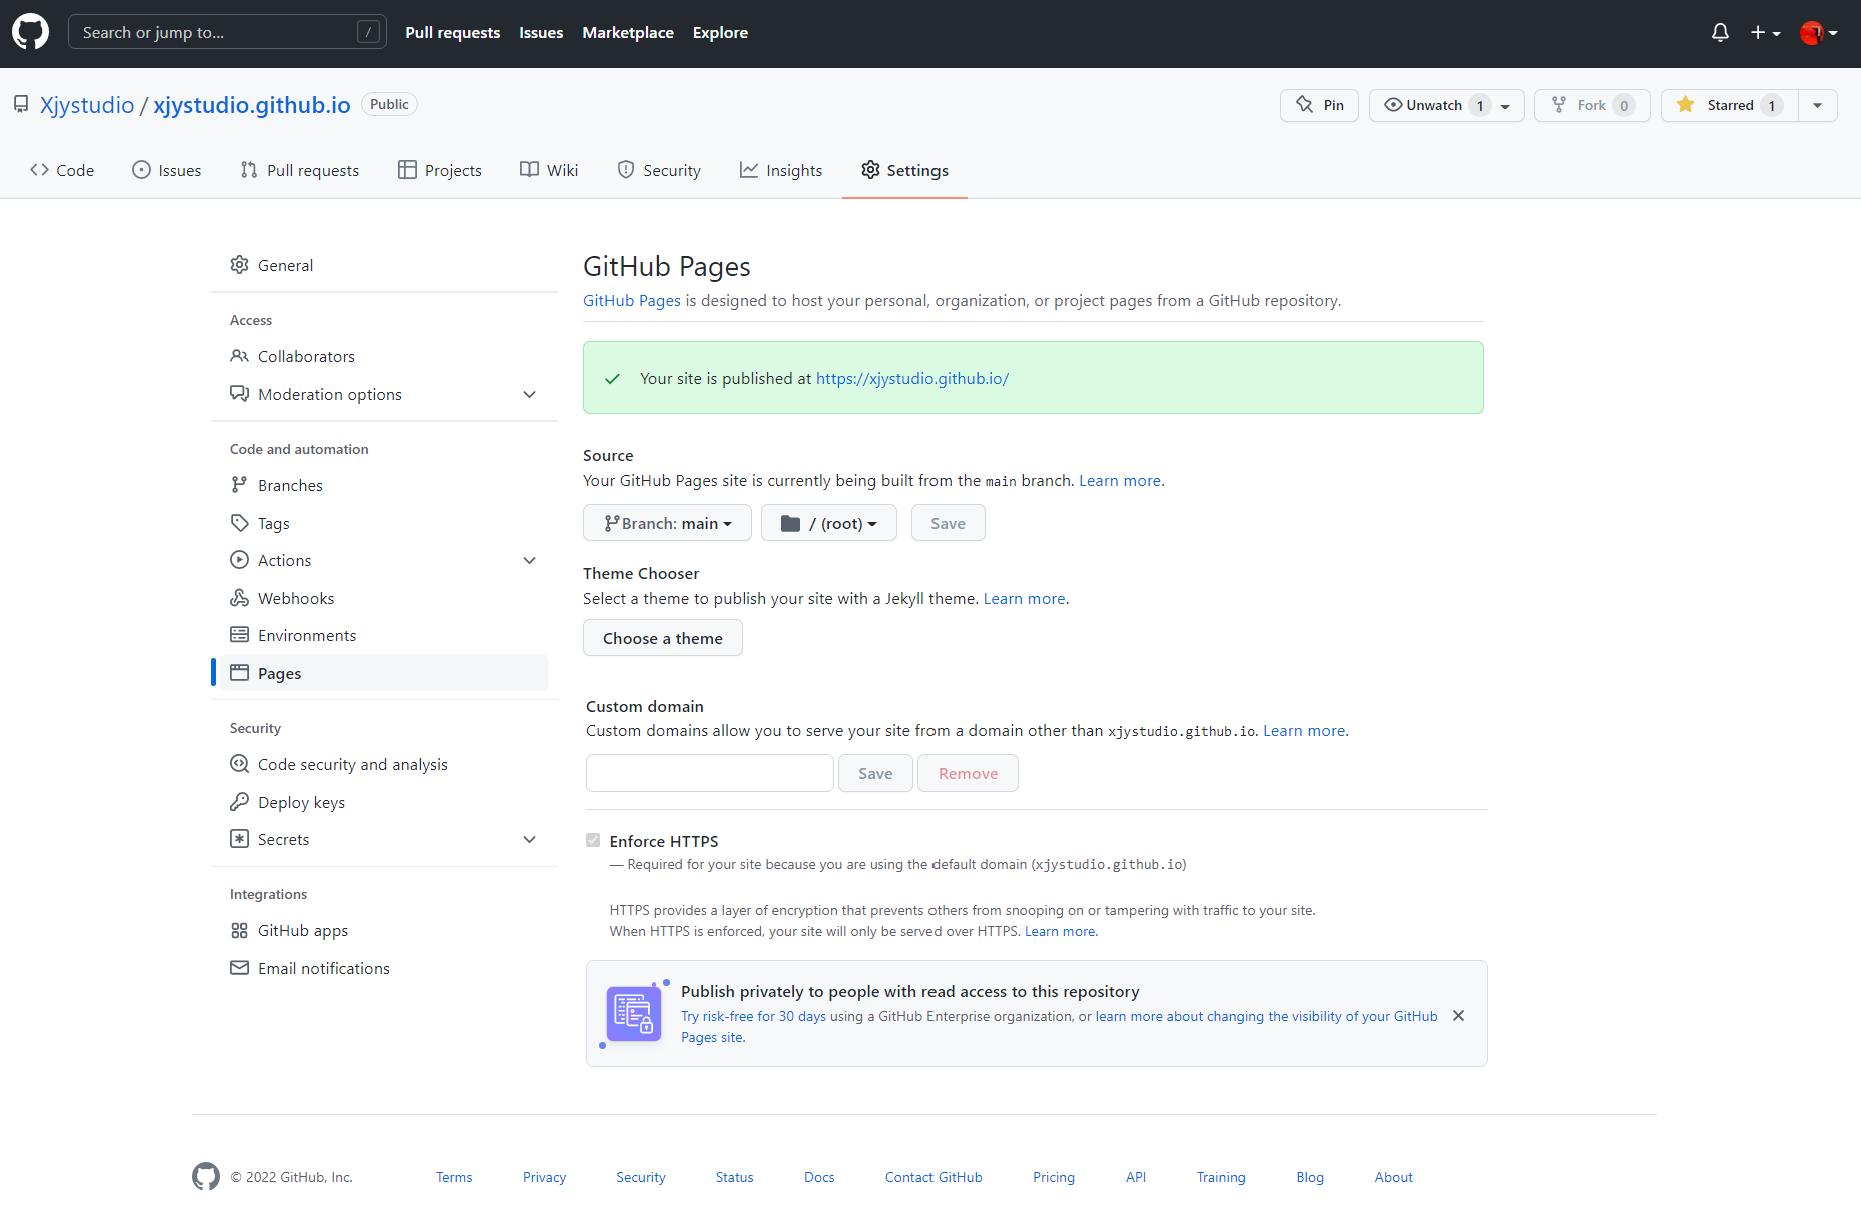 Search or jump to... /
Pull requests Issues Marketplace Explore
Xjystudio / xjystudio.github.io Public
Pin Unwatch 1 Fork 0 Starred 1
Code Issues Pull requests Projects Wiki Security Insights Settings
General
Access
Collaborators
Moderation options
Code and automation
Branches
Tags
Actions
Webhooks
Environments
Pages
Security
Code security and analysis
Deploy keys
Secrets
Integrations
GitHub apps
Email notifications
GitHub Pages
GitHub Pages is designed to host your personal, organization, or project pages from a GitHub repository.
Your site is published at https://xjystudio.github.io/
Source
Your GitHub Pages site is currently being built from the main branch. Learn more.
Branch: main / (root) Save
Theme Chooser
Select a theme to publish your site with a Jekyll theme. Learn more.
Choose a theme
Custom domain
Custom domains allow you to serve your site from a domain other than xjystudio.github.io. Learn more.
Save Remove
Enforce HTTPS
— Required for your site because you are using the default domain (xjystudio.github.io)
HTTPS provides a layer of encryption that prevents others from snooping on or tampering with traffic to your site.
When HTTPS is enforced, your site will only be served over HTTPS. Learn more.
Publish privately to people with read access to this repository
Try risk-free for 30 days using a GitHub Enterprise organization, or learn more about changing the visibility of your GitHub
Pages site.
© 2022 GitHub, Inc. Terms Privacy Security Status Docs Contact GitHub Pricing API Training Blog About